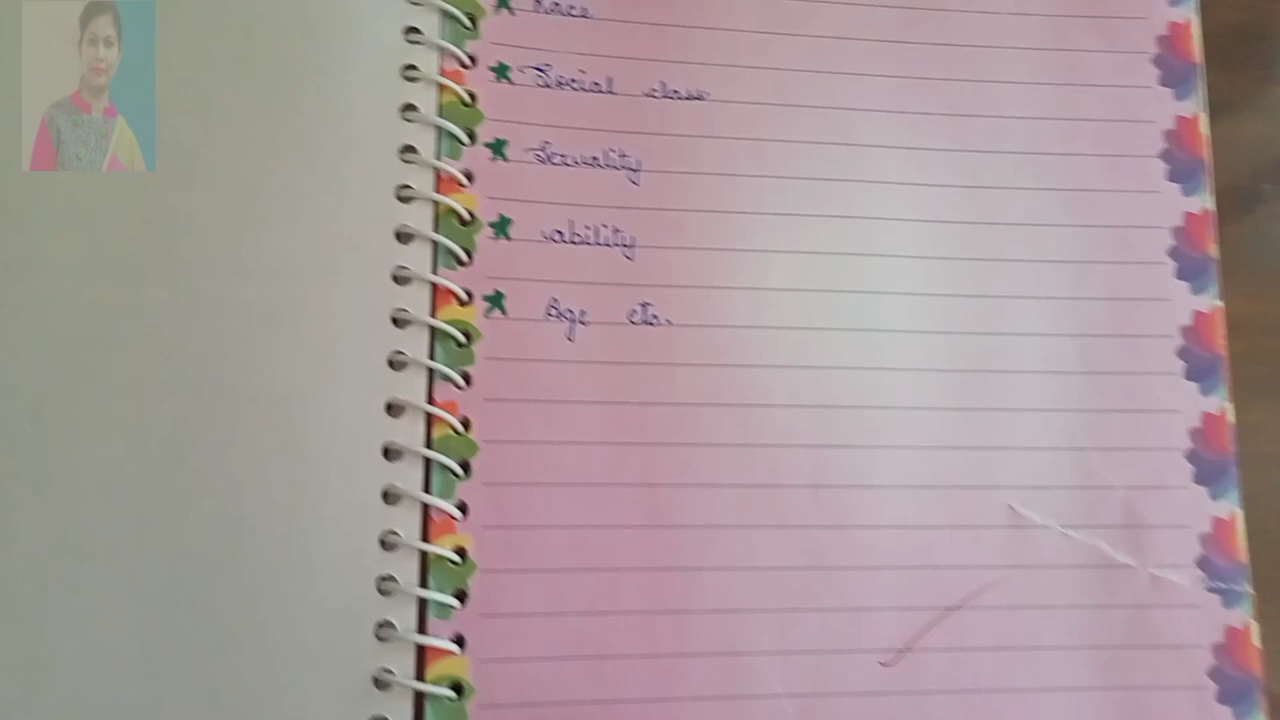 Race
Social class
Sexuality
ability
Age etc.